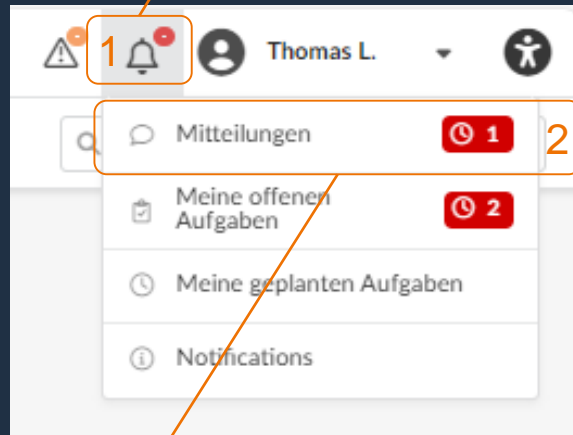 1 Thomas L.
Mitteilungen 1 2
Meine offenen
Aufgaben 2
Meine geplanten Aufgaben
Notifications